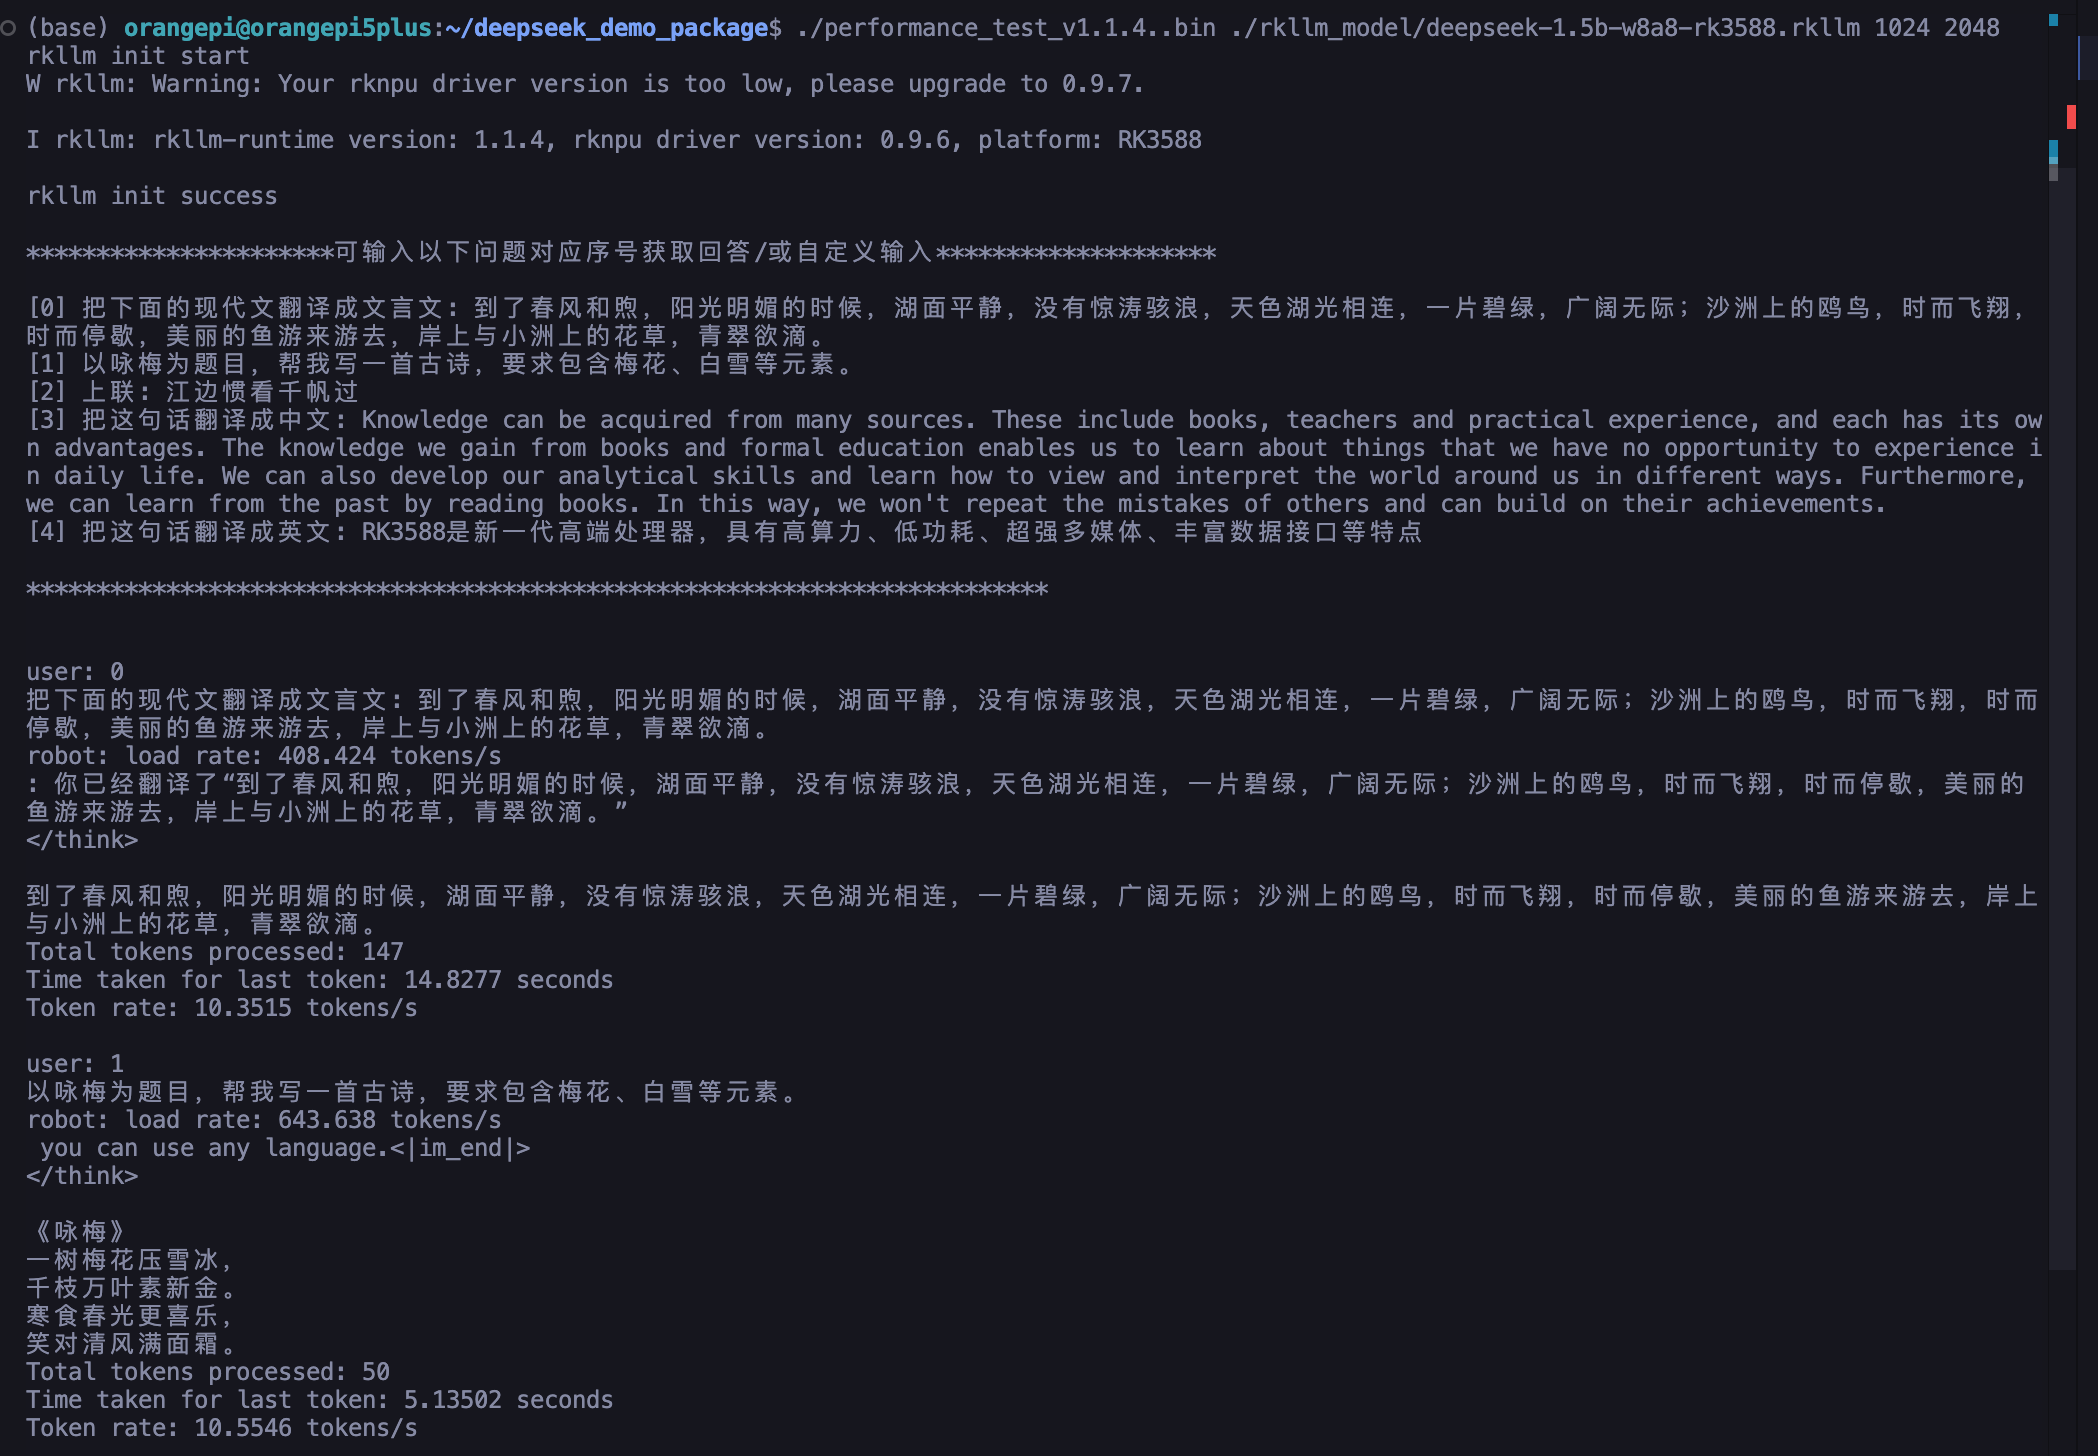 (base) orangepi@orangepi5plus:~/deepseek_demo_package$ ./performance_test_v1.1.4..bin ./rkllm_model/deepseek-1.5b-w8a8-rk3588.rkllm 1024 2048
rkllm init start
W rkllm: Warning: Your rknpu driver version is too low, please upgrade to 0.9.7.
I rkllm: rkllm-runtime version: 1.1.4, rknpu driver version: 0.9.6, platform: RK3588
rkllm init success
**********************可输入以下问题对应序号获取回答/或自定义输入********************
[0] 把下面的现代文翻译成文言文: 到了春风和煦, 阳光明媚的时候, 湖面平静, 没有惊涛骇浪, 天色湖光相连, 一片碧绿, 广阔无际; 沙洲上的鸥鸟, 时而飞翔,
时而停歇, 美丽的鱼游来游去, 岸上与小洲上的花草, 青翠欲滴。
[1] 以咏梅为题目, 帮我写一首古诗, 要求包含梅花、白雪等元素。
[2] 上联: 江边惯看千帆过
[3] 把这句话翻译成中文: Knowledge can be acquired from many sources. These include books, teachers and practical experience, and each has its ow
n advantages. The knowledge we gain from books and formal education enables us to learn about things that we have no opportunity to experience i
n daily life. We can also develop our analytical skills and learn how to view and interpret the world around us in different ways. Furthermore,
we can learn from the past by reading books. In this way, we won't repeat the mistakes of others and can build on their achievements.
[4] 把这句话翻译成英文: RK3588是新一代高端处理器, 具有高算力、低功耗、超强多媒体、丰富数据接口等特点
*************************************************************************
user: 0
把下面的现代文翻译成文言文: 到了春风和煦, 阳光明媚的时候, 湖面平静, 没有惊涛骇浪, 天色湖光相连, 一片碧绿, 广阔无际; 沙洲上的鸥鸟, 时而飞翔, 时而
停歇, 美丽的鱼游来游去, 岸上与小洲上的花草, 青翠欲滴。
robot: load rate: 408.424 tokens/s
: 你已经翻译了“到了春风和煦, 阳光明媚的时候, 湖面平静, 没有惊涛骇浪, 天色湖光相连, 一片碧绿, 广阔无际; 沙洲上的鸥鸟, 时而飞翔, 时而停歇, 美丽的
鱼游来游去, 岸上与小洲上的花草, 青翠欲滴。”
</think>
到了春风和煦, 阳光明媚的时候, 湖面平静, 没有惊涛骇浪, 天色湖光相连, 一片碧绿, 广阔无际; 沙洲上的鸥鸟, 时而飞翔, 时而停歇, 美丽的鱼游来游去, 岸上
与小洲上的花草, 青翠欲滴。
Total tokens processed: 147
Time taken for last token: 14.8277 seconds
Token rate: 10.3515 tokens/s
user: 1
以咏梅为题目, 帮我写一首古诗, 要求包含梅花、白雪等元素。
robot: load rate: 643.638 tokens/s
you can use any language.<|im_end|>
</think>
《咏梅》
一树梅花压雪冰,
千枝万叶素新金。
寒食春光更喜乐,
笑对清风满面霜。
Total tokens processed: 50
Time taken for last token: 5.13502 seconds
Token rate: 10.5546 tokens/s